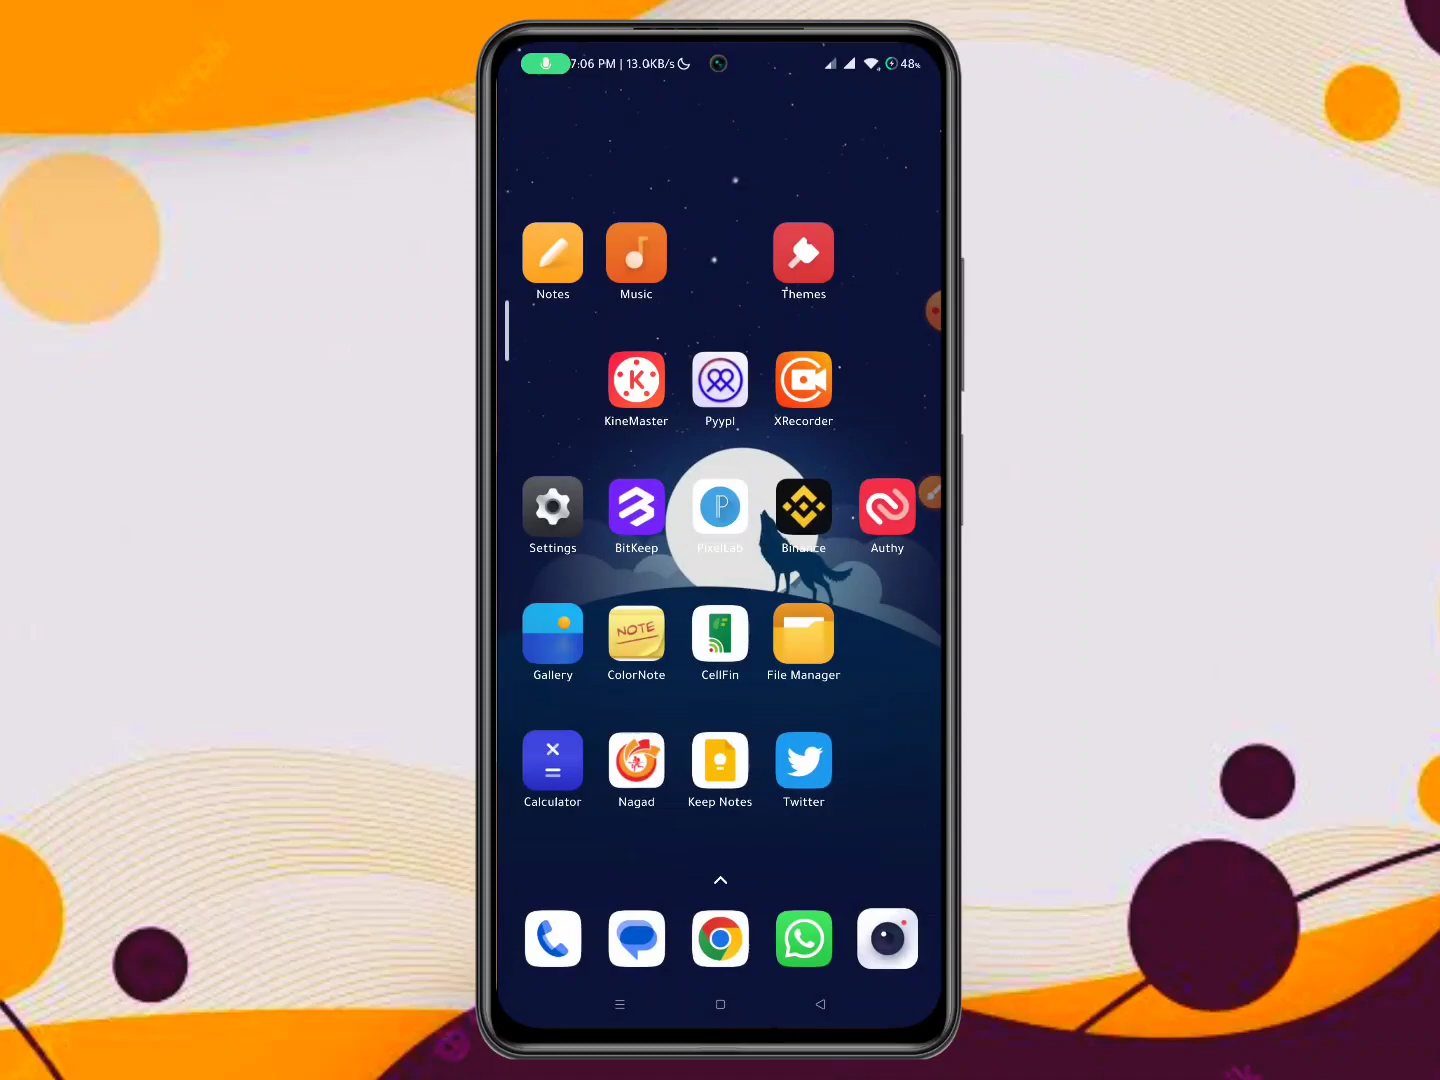 7:06 PM | 13.0KB/s 48%
Notes Music Themes
KineMaster Pyypl XRecorder
Settings BitKeep PixelLab Binance Authy
NOTE
Gallery ColorNote CellFin File Manager
Calculator Nagad Keep Notes Twitter